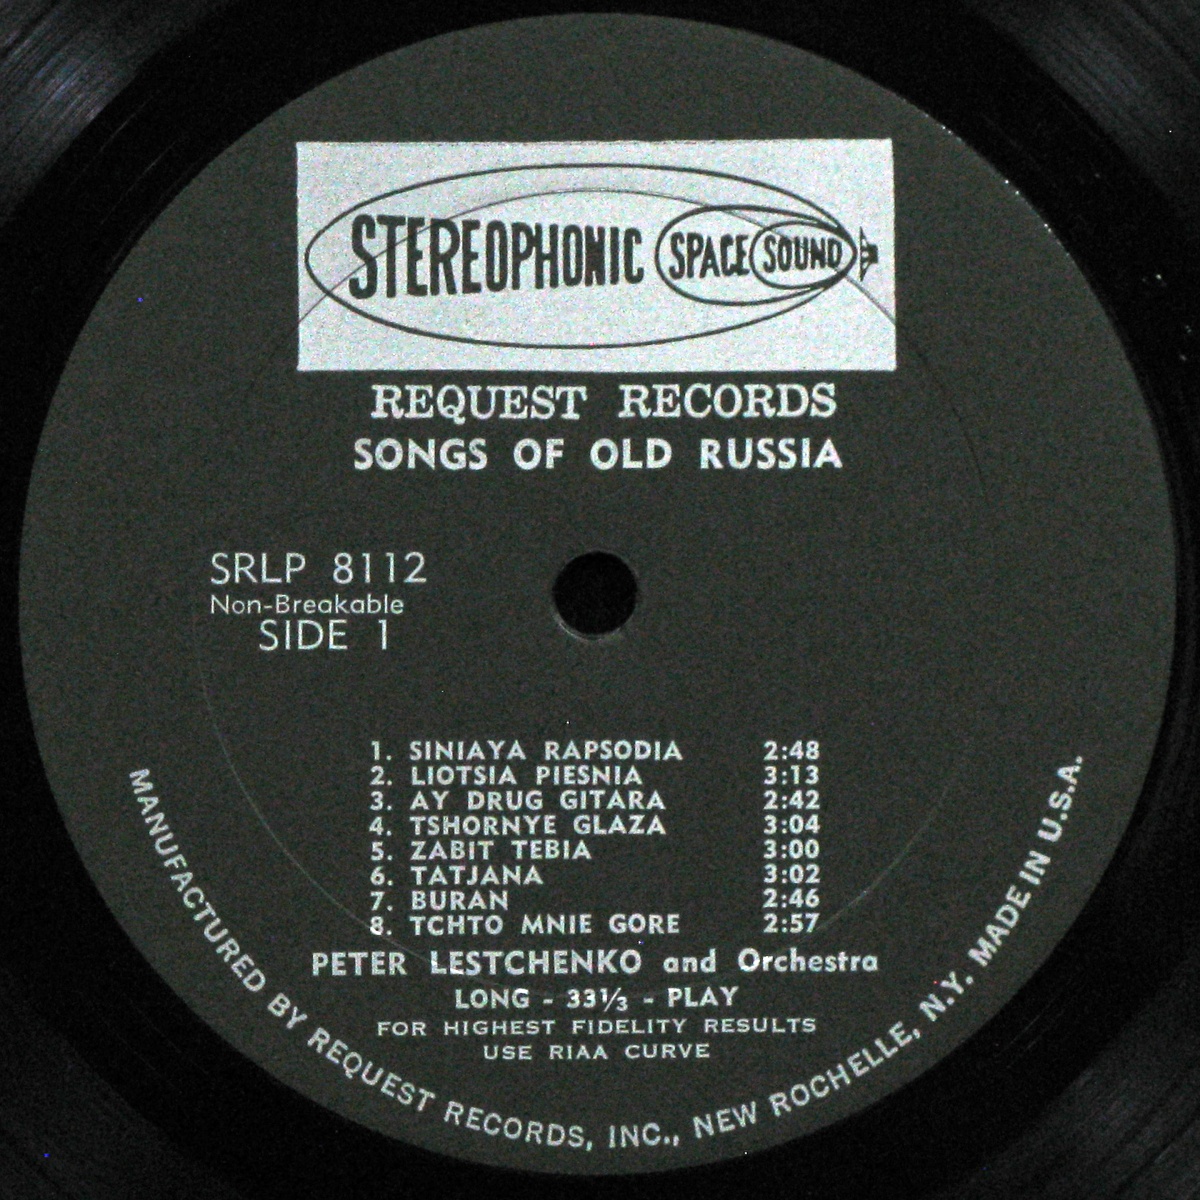 STEREOPHONIC SPACE SOUND
REQUEST RECORDS
SONGS OF OLD RUSSIA
SRLP 8112
Non-Breakable
SIDE 1
1. SINIAYA RAPSODIA 2:48
2. LIOTSIA PIESNIA 3:13
3. AY DRUG GITARA 2:42
4. TSHORNYE GLAZA 3:04
5. ZABIT TEBIA 3:00
6. TATJANA 3:02
7. BURAN 2:46
8. TCHTO MNIE GORE 2:57
PETER LESTCHENKO and Orchestra
LONG - 33⅓ - PLAY
FOR HIGHEST FIDELITY RESULTS
USE RIAA CURVE
MANUFACTURED BY REQUEST RECORDS, INC., NEW ROCHELLE, N.Y. MADE IN U.S.A.